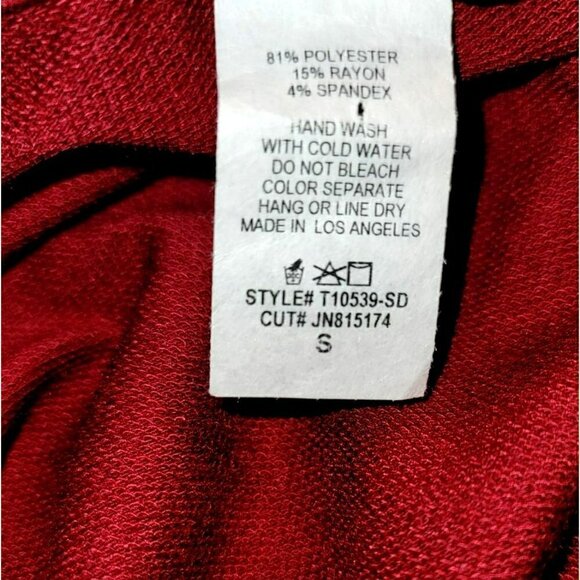 81% POLYESTER
15% RAYON
4% SPANDEX
HAND WASH
WITH COLD WATER
DO NOT BLEACH
COLOR SEPARATE
HANG OR LINE DRY
MADE IN LOS ANGELES
STYLE# T10539-SD
CUT# JN815174
S